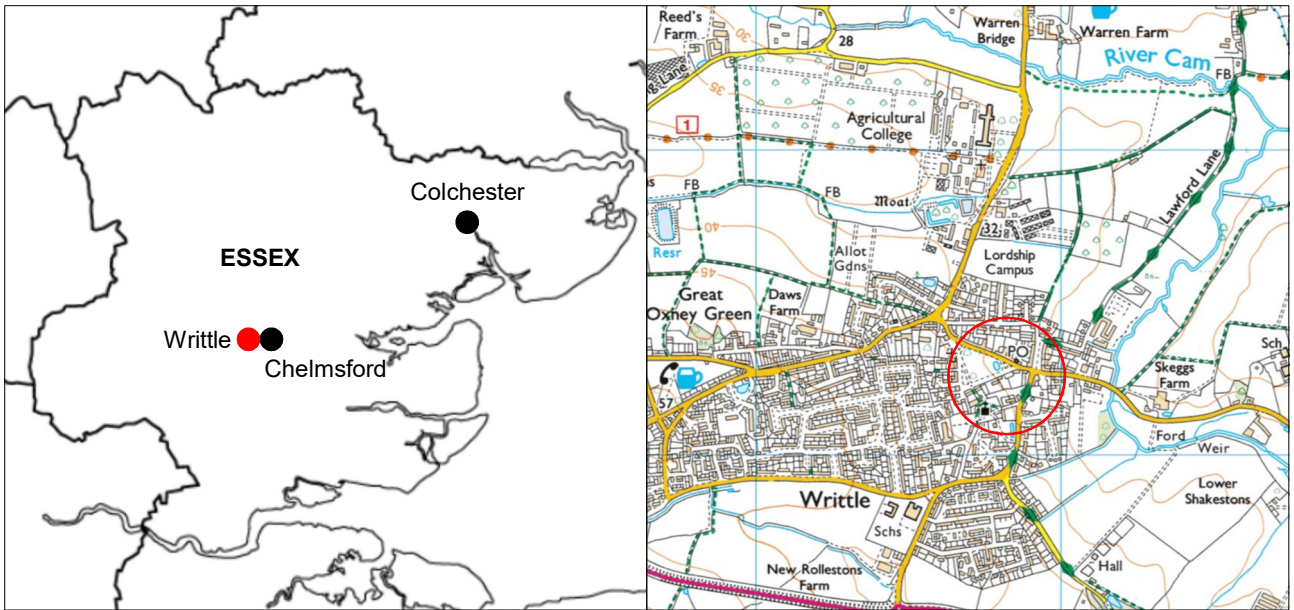 Colchester
ESSEX
Writtle
Chelmsford
Reed's
Farm
30
28
Warren
Bridge
Warren Farm
River Cam
FB
35
35
Agricultural
College
1
FB
FB
Moat
Lawford Lane
40
Resr
32
Allot
Gdns
Lordship
Campus
45
Great
Oxney Green
Daws
Farm
PO
Sch
Skeggs
Farm
57
Ford
Weir
Writtle
Lower
Shakestons
Schs
New Rollestons
Farm
Hall